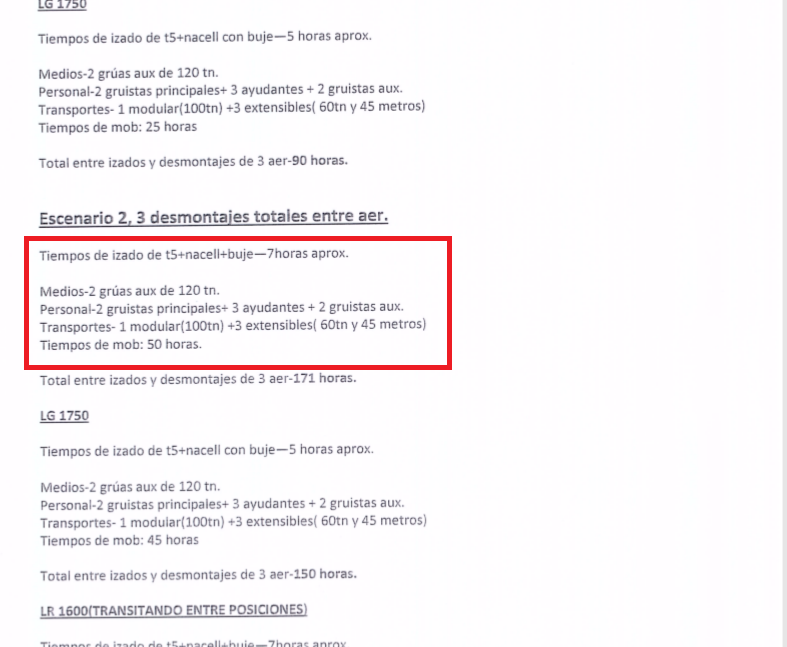 LG 1750
Tiempos de izado de t5+nacell con buje—5 horas aprox.
Medios-2 grúas aux de 120 tn.
Personal-2 gruistas principales+ 3 ayudantes + 2 gruistas aux.
Transportes- 1 modular(100tn) +3 extensibles( 60tn y 45 metros)
Tiempos de mob: 25 horas
Total entre izados y desmontajes de 3 aer-90 horas.
Escenario 2, 3 desmontajes totales entre aer.
Tiempos de izado de t5+nacell+buje—7horas aprox.
Medios-2 grúas aux de 120 tn.
Personal-2 gruistas principales+ 3 ayudantes + 2 gruistas aux.
Transportes- 1 modular(100tn) +3 extensibles( 60tn y 45 metros)
Tiempos de mob: 50 horas.
Total entre izados y desmontajes de 3 aer-171 horas.
LG 1750
Tiempos de izado de t5+nacell con buje—5 horas aprox.
Medios-2 grúas aux de 120 tn.
Personal-2 gruistas principales+ 3 ayudantes + 2 gruistas aux.
Transportes- 1 modular(100tn) +3 extensibles( 60tn y 45 metros)
Tiempos de mob: 45 horas
Total entre izados y desmontajes de 3 aer-150 horas.
LR 1600(TRANSITANDO ENTRE POSICIONES)
Tiempos de izado de t5+nacell+buje—7horas aprox